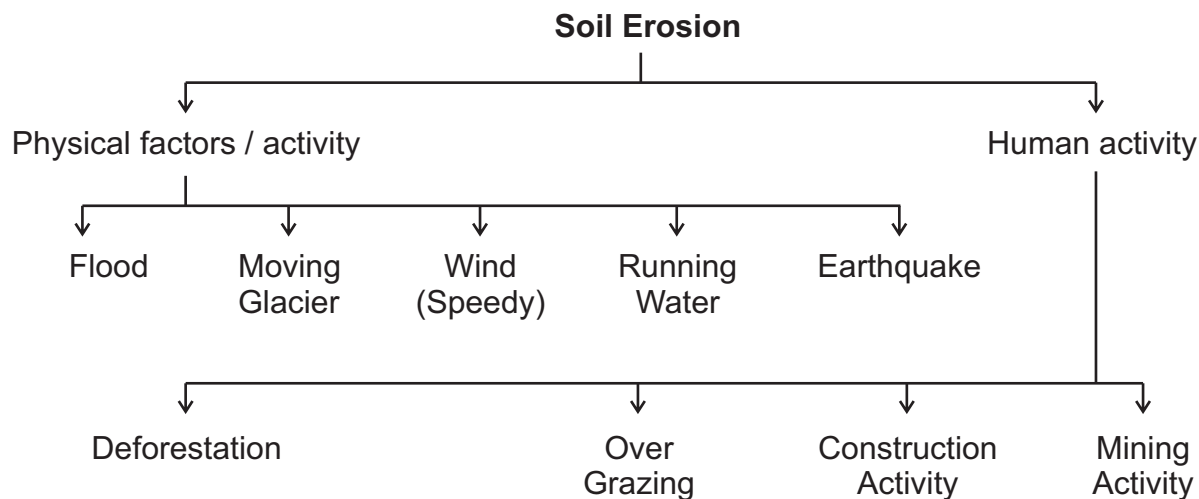 Soil Erosion
Physical factors / activity
Human activity
Flood
Moving
Glacier
Wind
(Speedy)
Running
Water
Earthquake
Deforestation
Over
Grazing
Construction
Activity
Mining
Activity